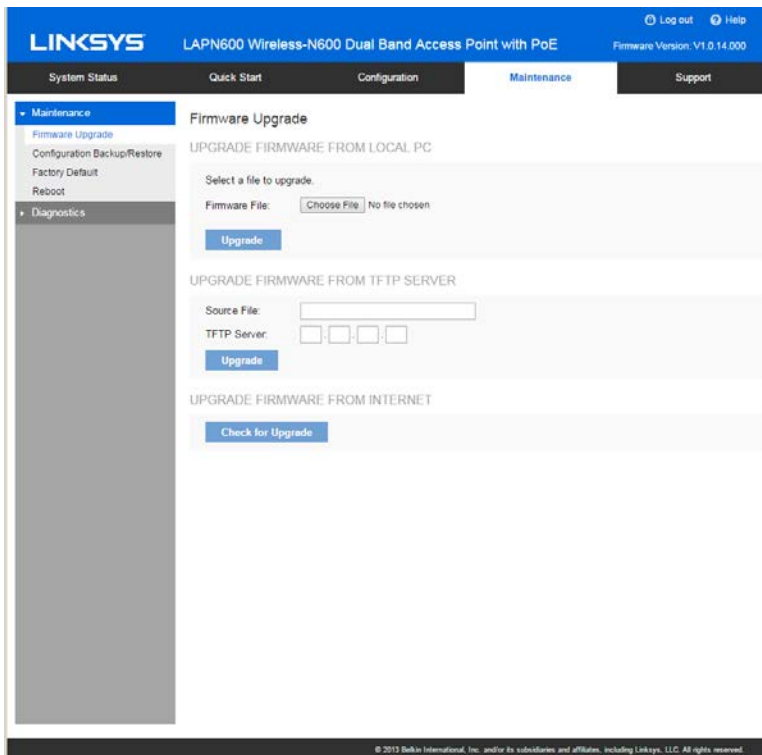 Log out Help
LINKSYS LAPN600 Wireless-N600 Dual Band Access Point with PoE Firmware Version: V1.0.14.000
System Status Quick Start Configuration Maintenance Support
Maintenance
Firmware Upgrade
Configuration Backup/Restore
Factory Default
Reboot
Diagnostics
Firmware Upgrade
UPGRADE FIRMWARE FROM LOCAL PC
Select a file to upgrade.
Firmware File: Choose File No file chosen
Upgrade
UPGRADE FIRMWARE FROM TFTP SERVER
Source File:
TFTP Server: . . .
Upgrade
UPGRADE FIRMWARE FROM INTERNET
Check for Upgrade
© 2013 Belkin International, Inc. and/or its subsidiaries and affiliates, including Linksys, LLC. All rights reserved.